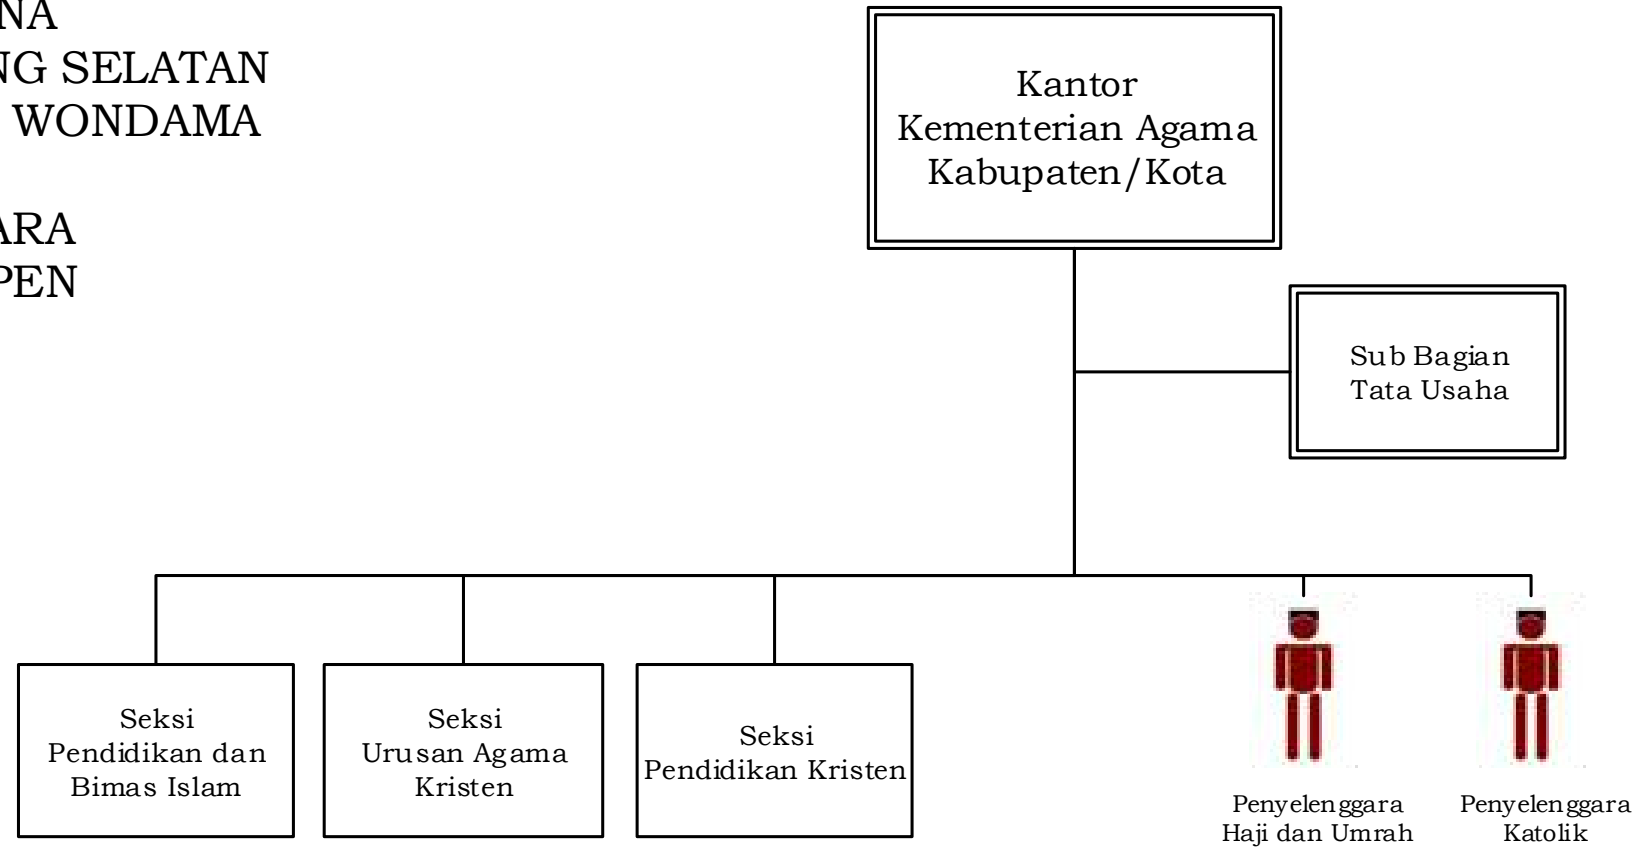 NA
NG SELATAN
WONDAMA
ARA
PEN
Kantor
Kementerian Agama
Kabupaten/Kota
Sub Bagian
Tata Usaha
Seksi
Pendidikan dan
Bimas Islam
Seksi
Urusan Agama
Kristen
Seksi
Pendidikan Kristen
Penyelenggara
Haji dan Umrah
Penyelenggara
Katolik